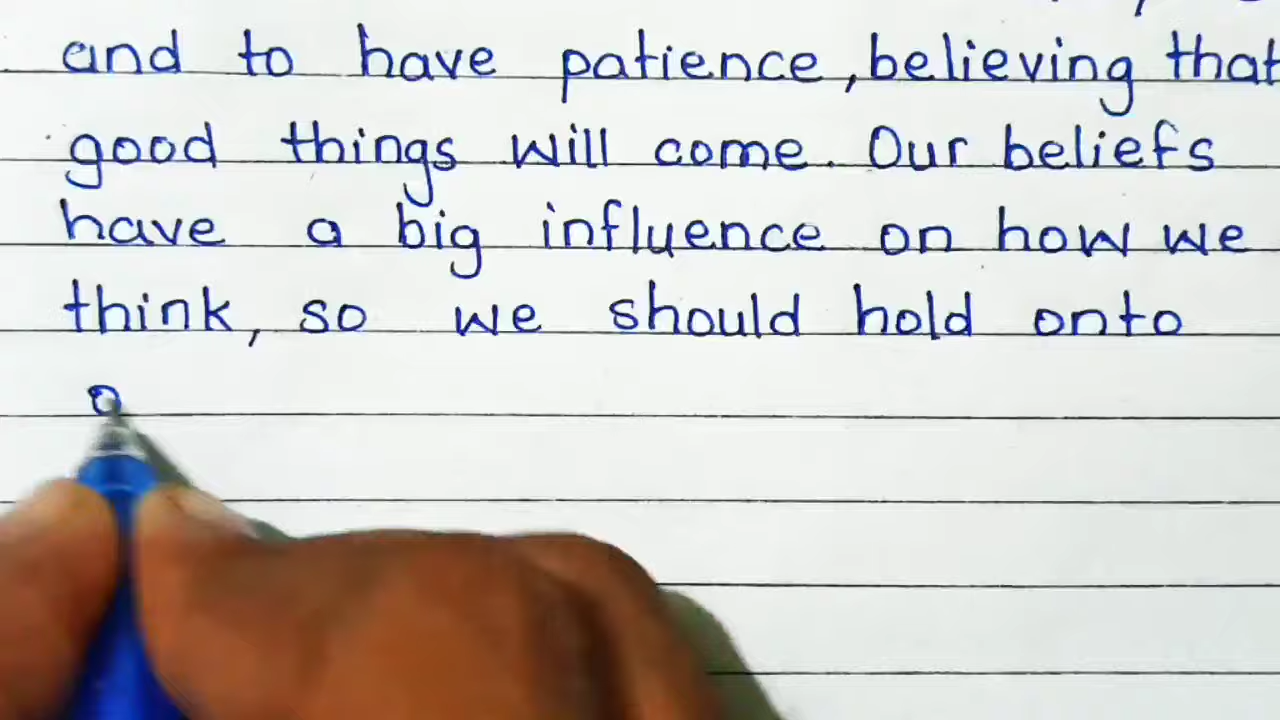 and to have patience, believing that
good things will come. Our beliefs
have a big influence on how we
think, so we should hold onto
o